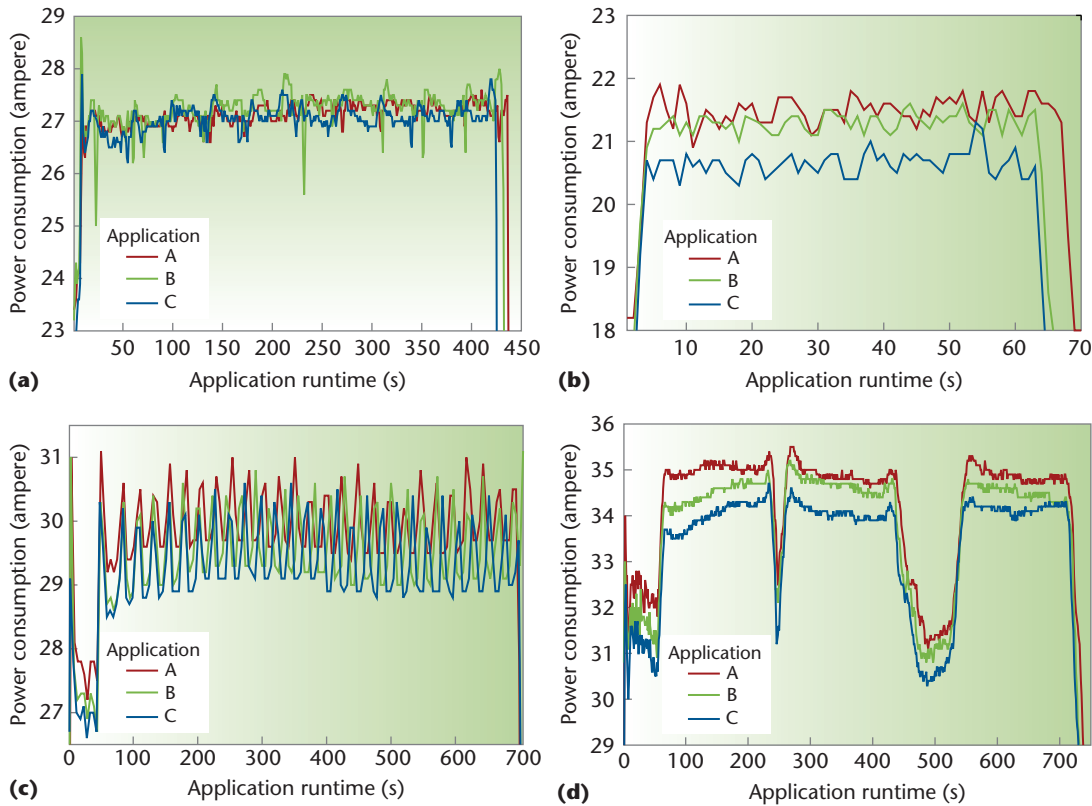 29
28
27
26
25
24
23
Power consumption (ampere)
Application
A
B
C
50 100 150 200 250 300 350 400 450
Application runtime (s)
(a)
23
22
21
20
19
18
Power consumption (ampere)
Application
A
B
C
10 20 30 40 50 60 70
Application runtime (s)
(b)
31
30
29
28
27
Power consumption (ampere)
Application
A
B
C
0 100 200 300 400 500 600 700
Application runtime (s)
(c)
36
35
34
33
32
31
30
29
Power consumption (ampere)
Application
A
B
C
0 100 200 300 400 500 600 700
Application runtime (s)
(d)